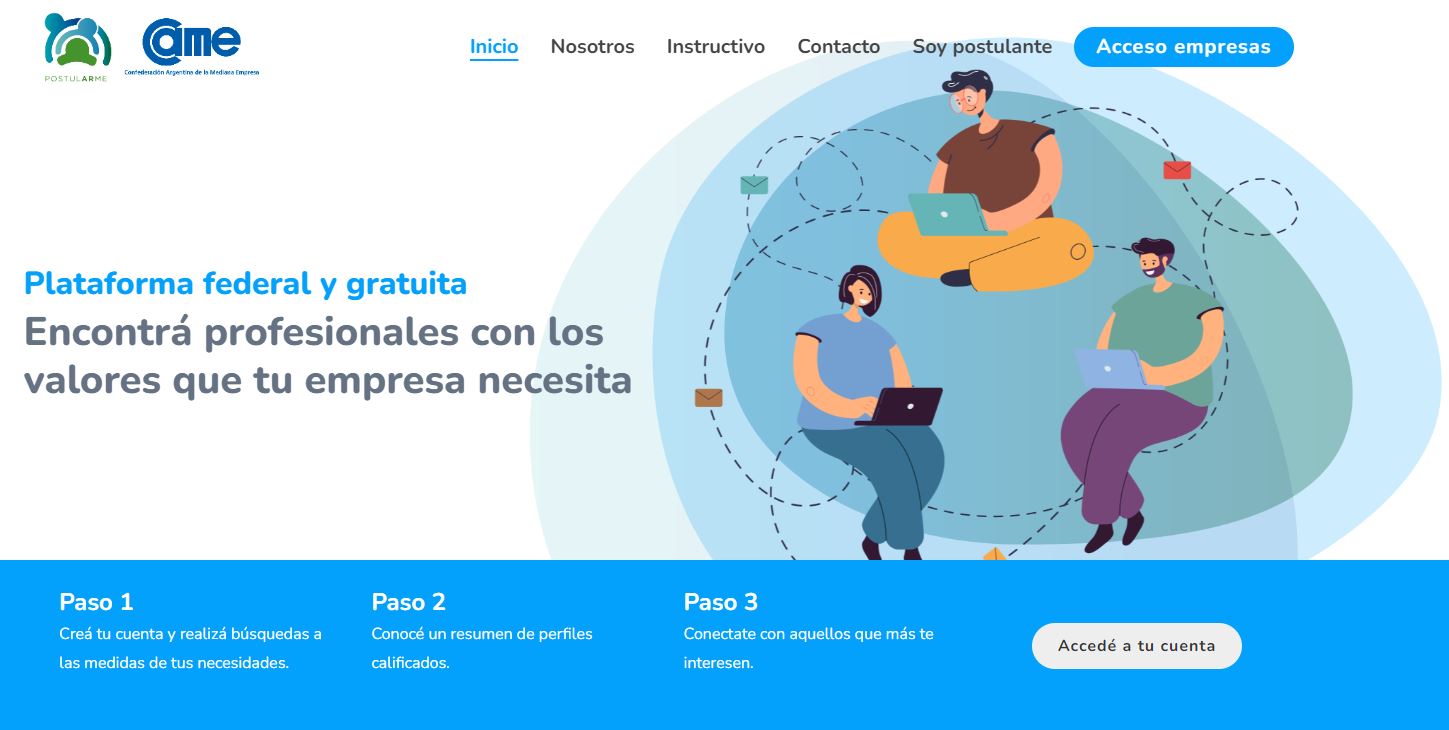 POSTULARME
Came
Confederación Argentina de la Mediana Empresa
Inicio
Nosotros
Instructivo
Contacto
Soy postulante
Acceso empresas
Plataforma federal y gratuita
Encontrá profesionales con los
valores que tu empresa necesita
Paso 1
Creá tu cuenta y realizá búsquedas a
las medidas de tus necesidades.
Paso 2
Conocé un resumen de perfiles
calificados.
Paso 3
Conectate con aquellos que más te
interesen.
Accedé a tu cuenta